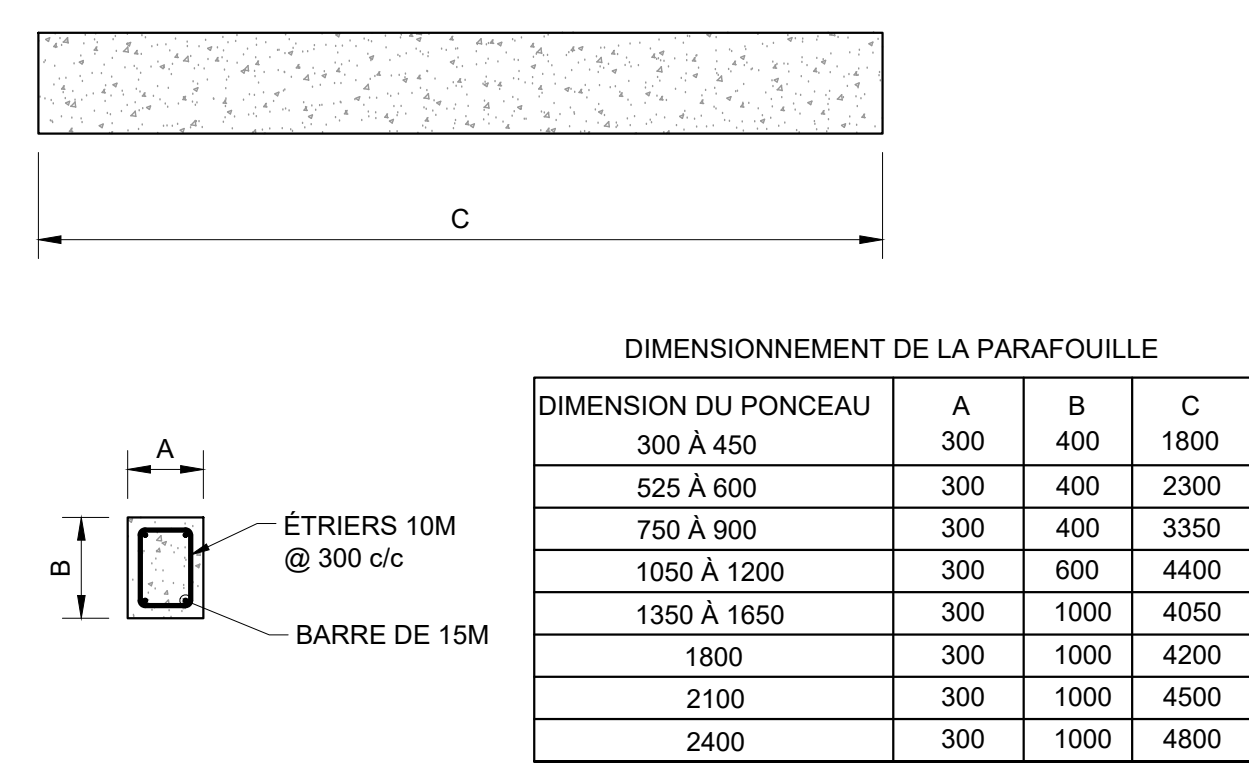 C
DIMENSIONNEMENT DE LA PARAFOUILLE
DIMENSION DU PONCEAU A B C
300 À 450 300 400 1800
525 À 600 300 400 2300
750 À 900 300 400 3350
1050 À 1200 300 600 4400
1350 À 1650 300 1000 4050
1800 300 1000 4200
2100 300 1000 4500
2400 300 1000 4800
A
B
ÉTRIERS 10M
@ 300 c/c
BARRE DE 15M